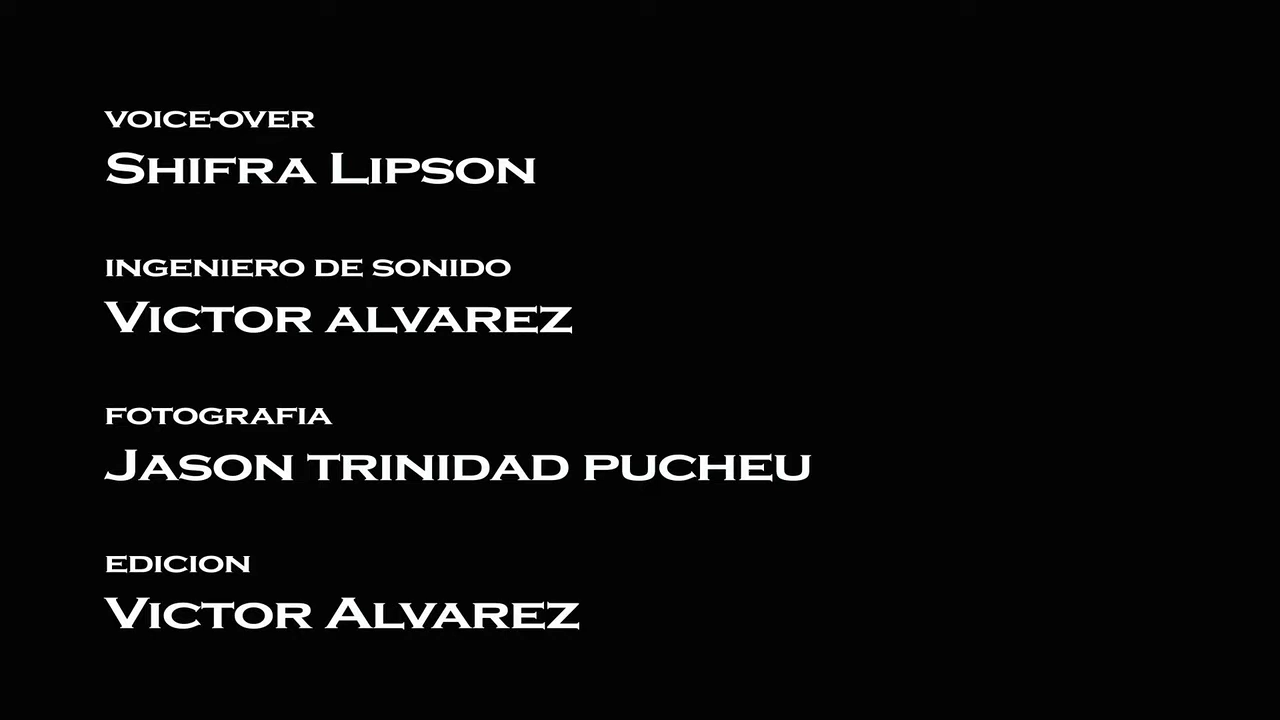 VOICE-OVER
SHIFRA LIPSON
INGENIERO DE SONIDO
VICTOR ALVAREZ
FOTOGRAFIA
JASON TRINIDAD PUCHEU
EDICION
VICTOR ALVAREZ